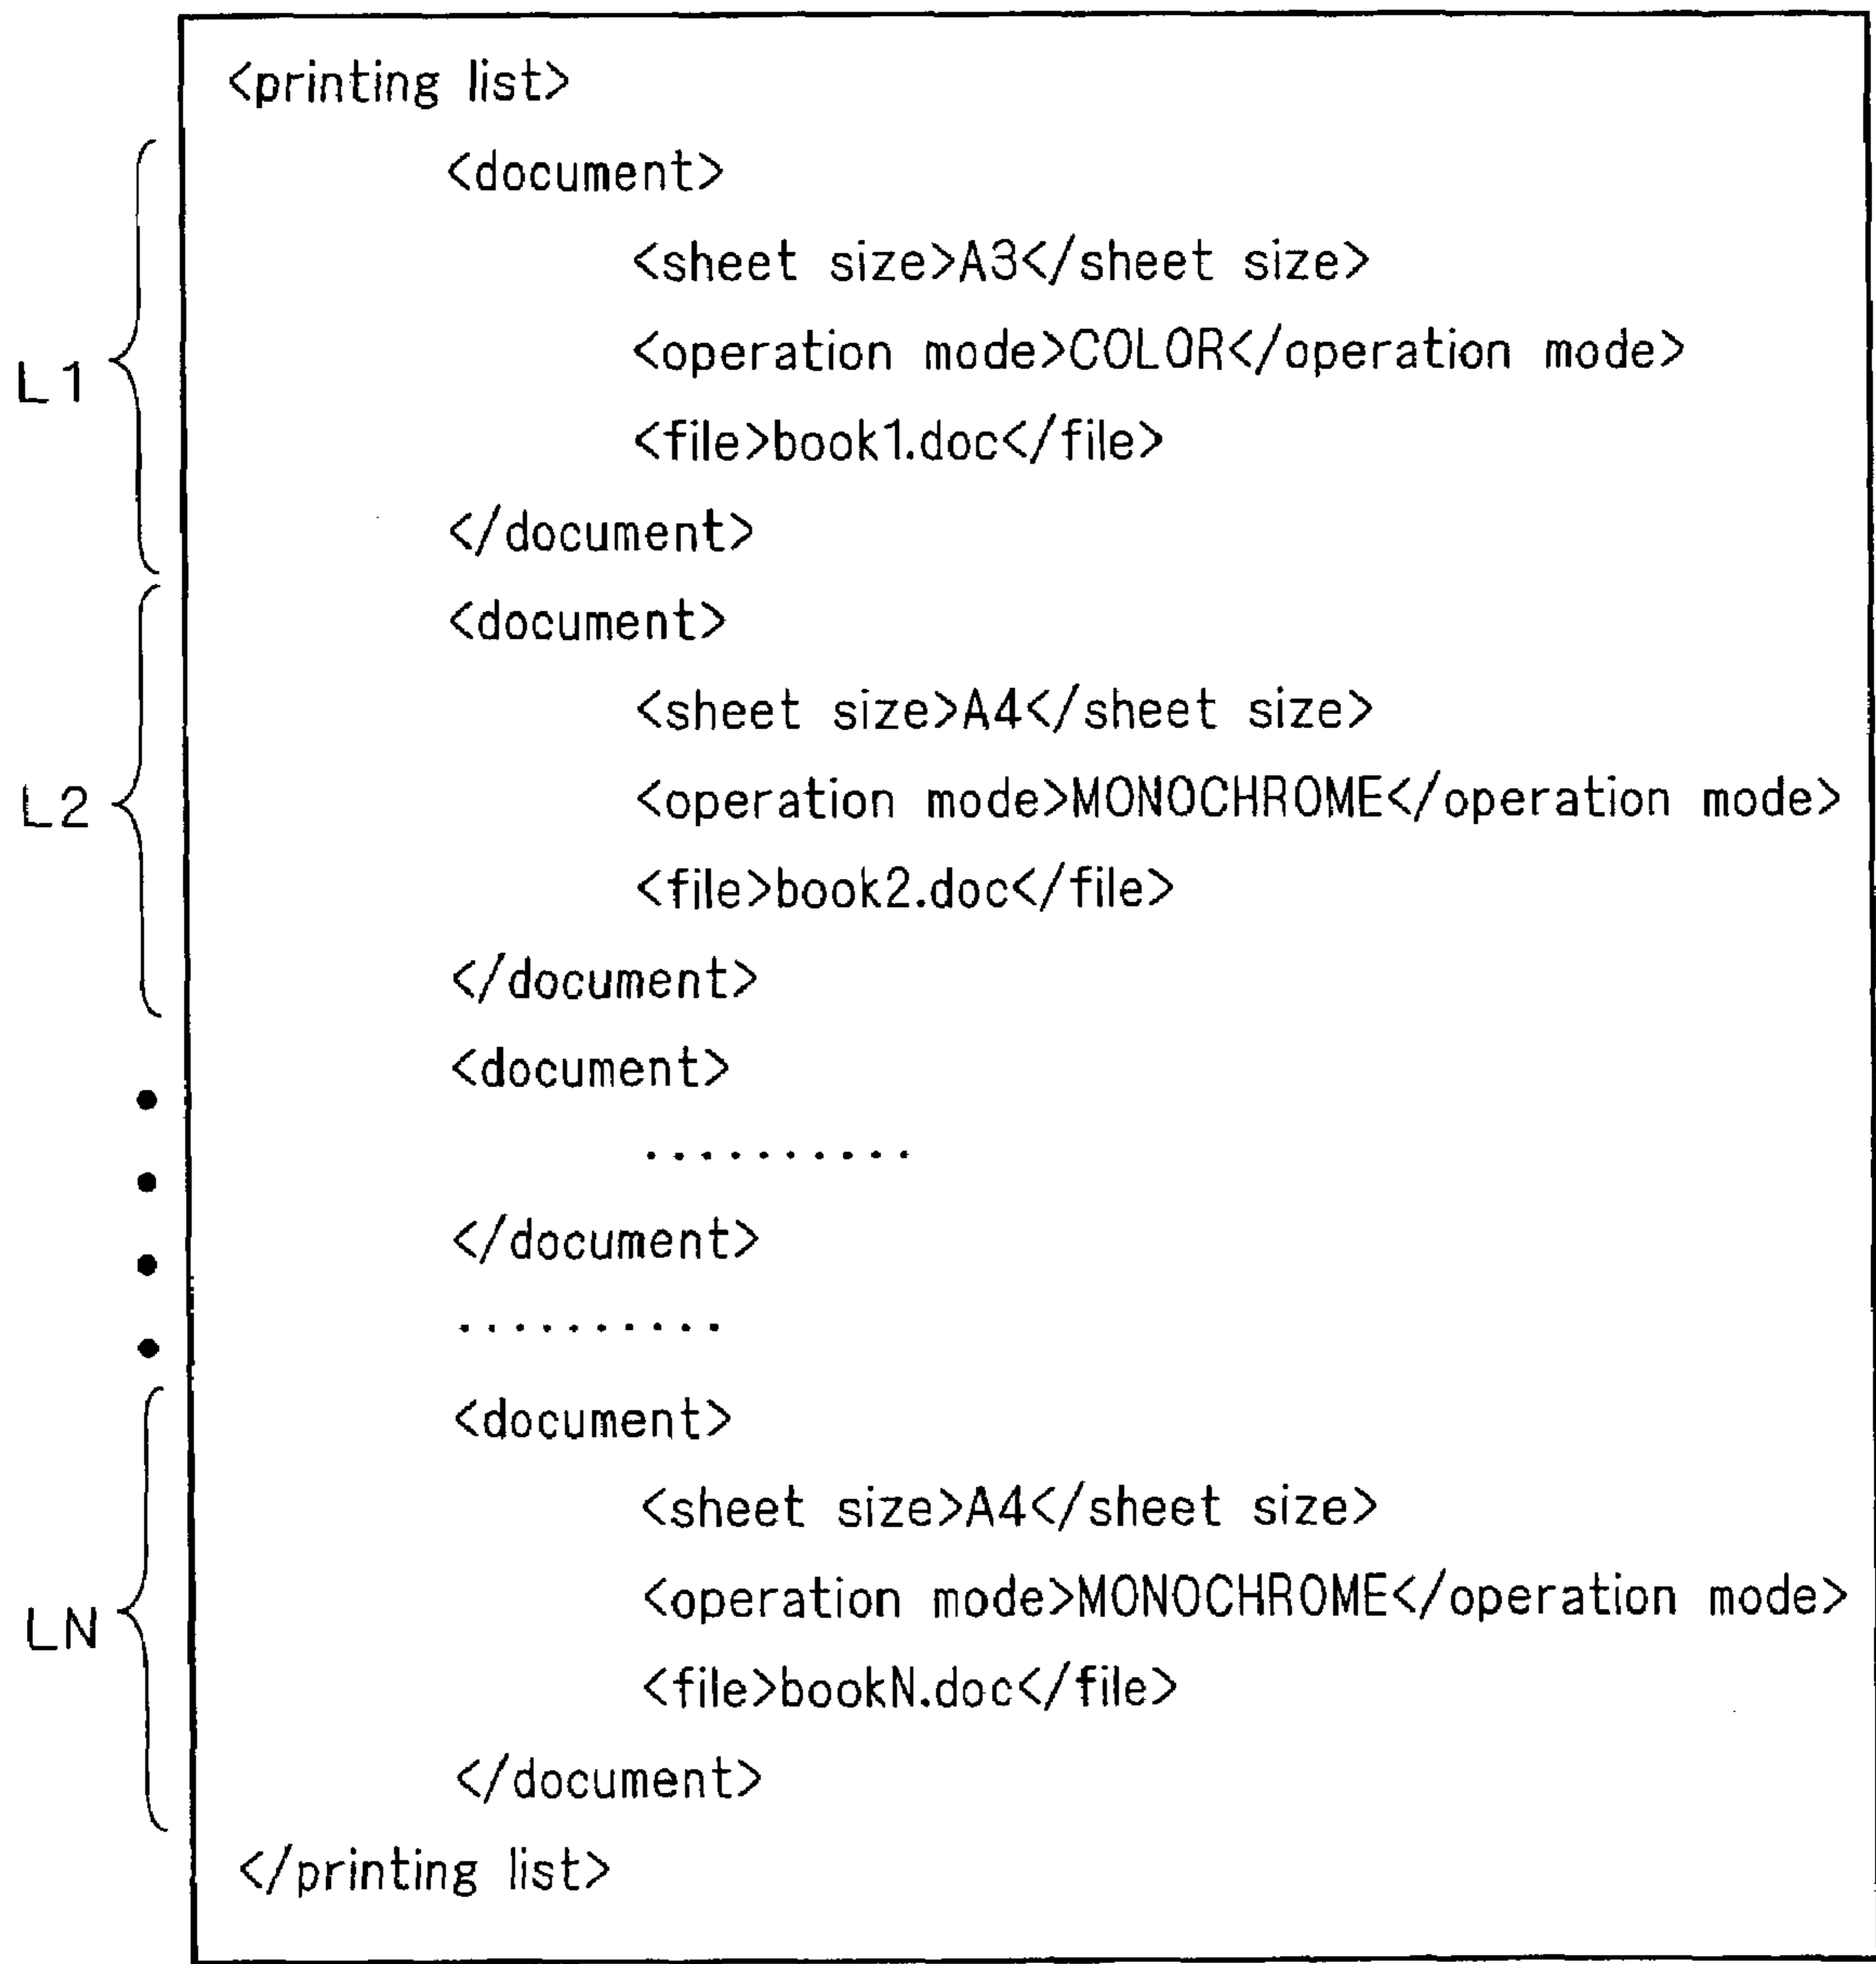 <printing list>
<document>
<sheet size>A3</sheet size>
L1 <operation mode>COLOR</operation mode>
<file>book1.doc</file>
</document>
<document>
<sheet size>A4</sheet size>
L2 <operation mode>MONOCHROME</operation mode>
<file>book2.doc</file>
</document>
<document>
..........
</document>
..........
<document>
<sheet size>A4</sheet size>
LN <operation mode>MONOCHROME</operation mode>
<file>bookN.doc</file>
</document>
</printing list>